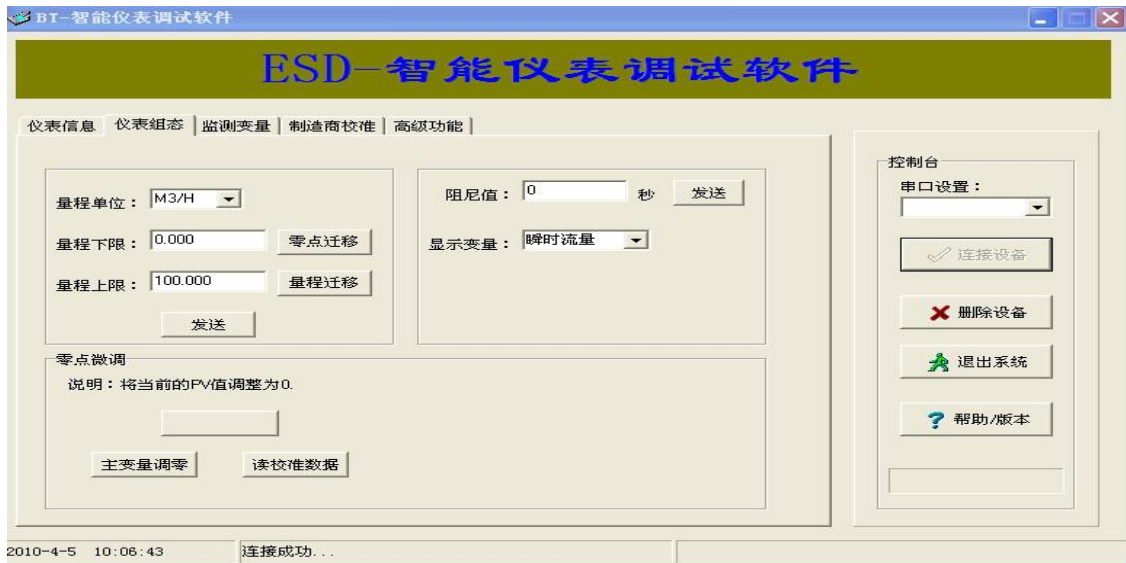 BT-智能仪表调试软件
ESD-智能仪表调试软件
仪表信息 仪表组态 监测变量 制造商校准 高级功能
量程单位： M3/H
量程下限： 0.000 零点迁移
量程上限： 100.000 量程迁移
发送
阻尼值： 0 秒 发送
显示变量： 瞬时流量
零点微调
说明：将当前的PV值调整为0.
主变量调零 读校准数据
控制台
串口设置：
连接设备
删除设备
退出系统
帮助/版本
2010-4-5 10:06:43 连接成功...